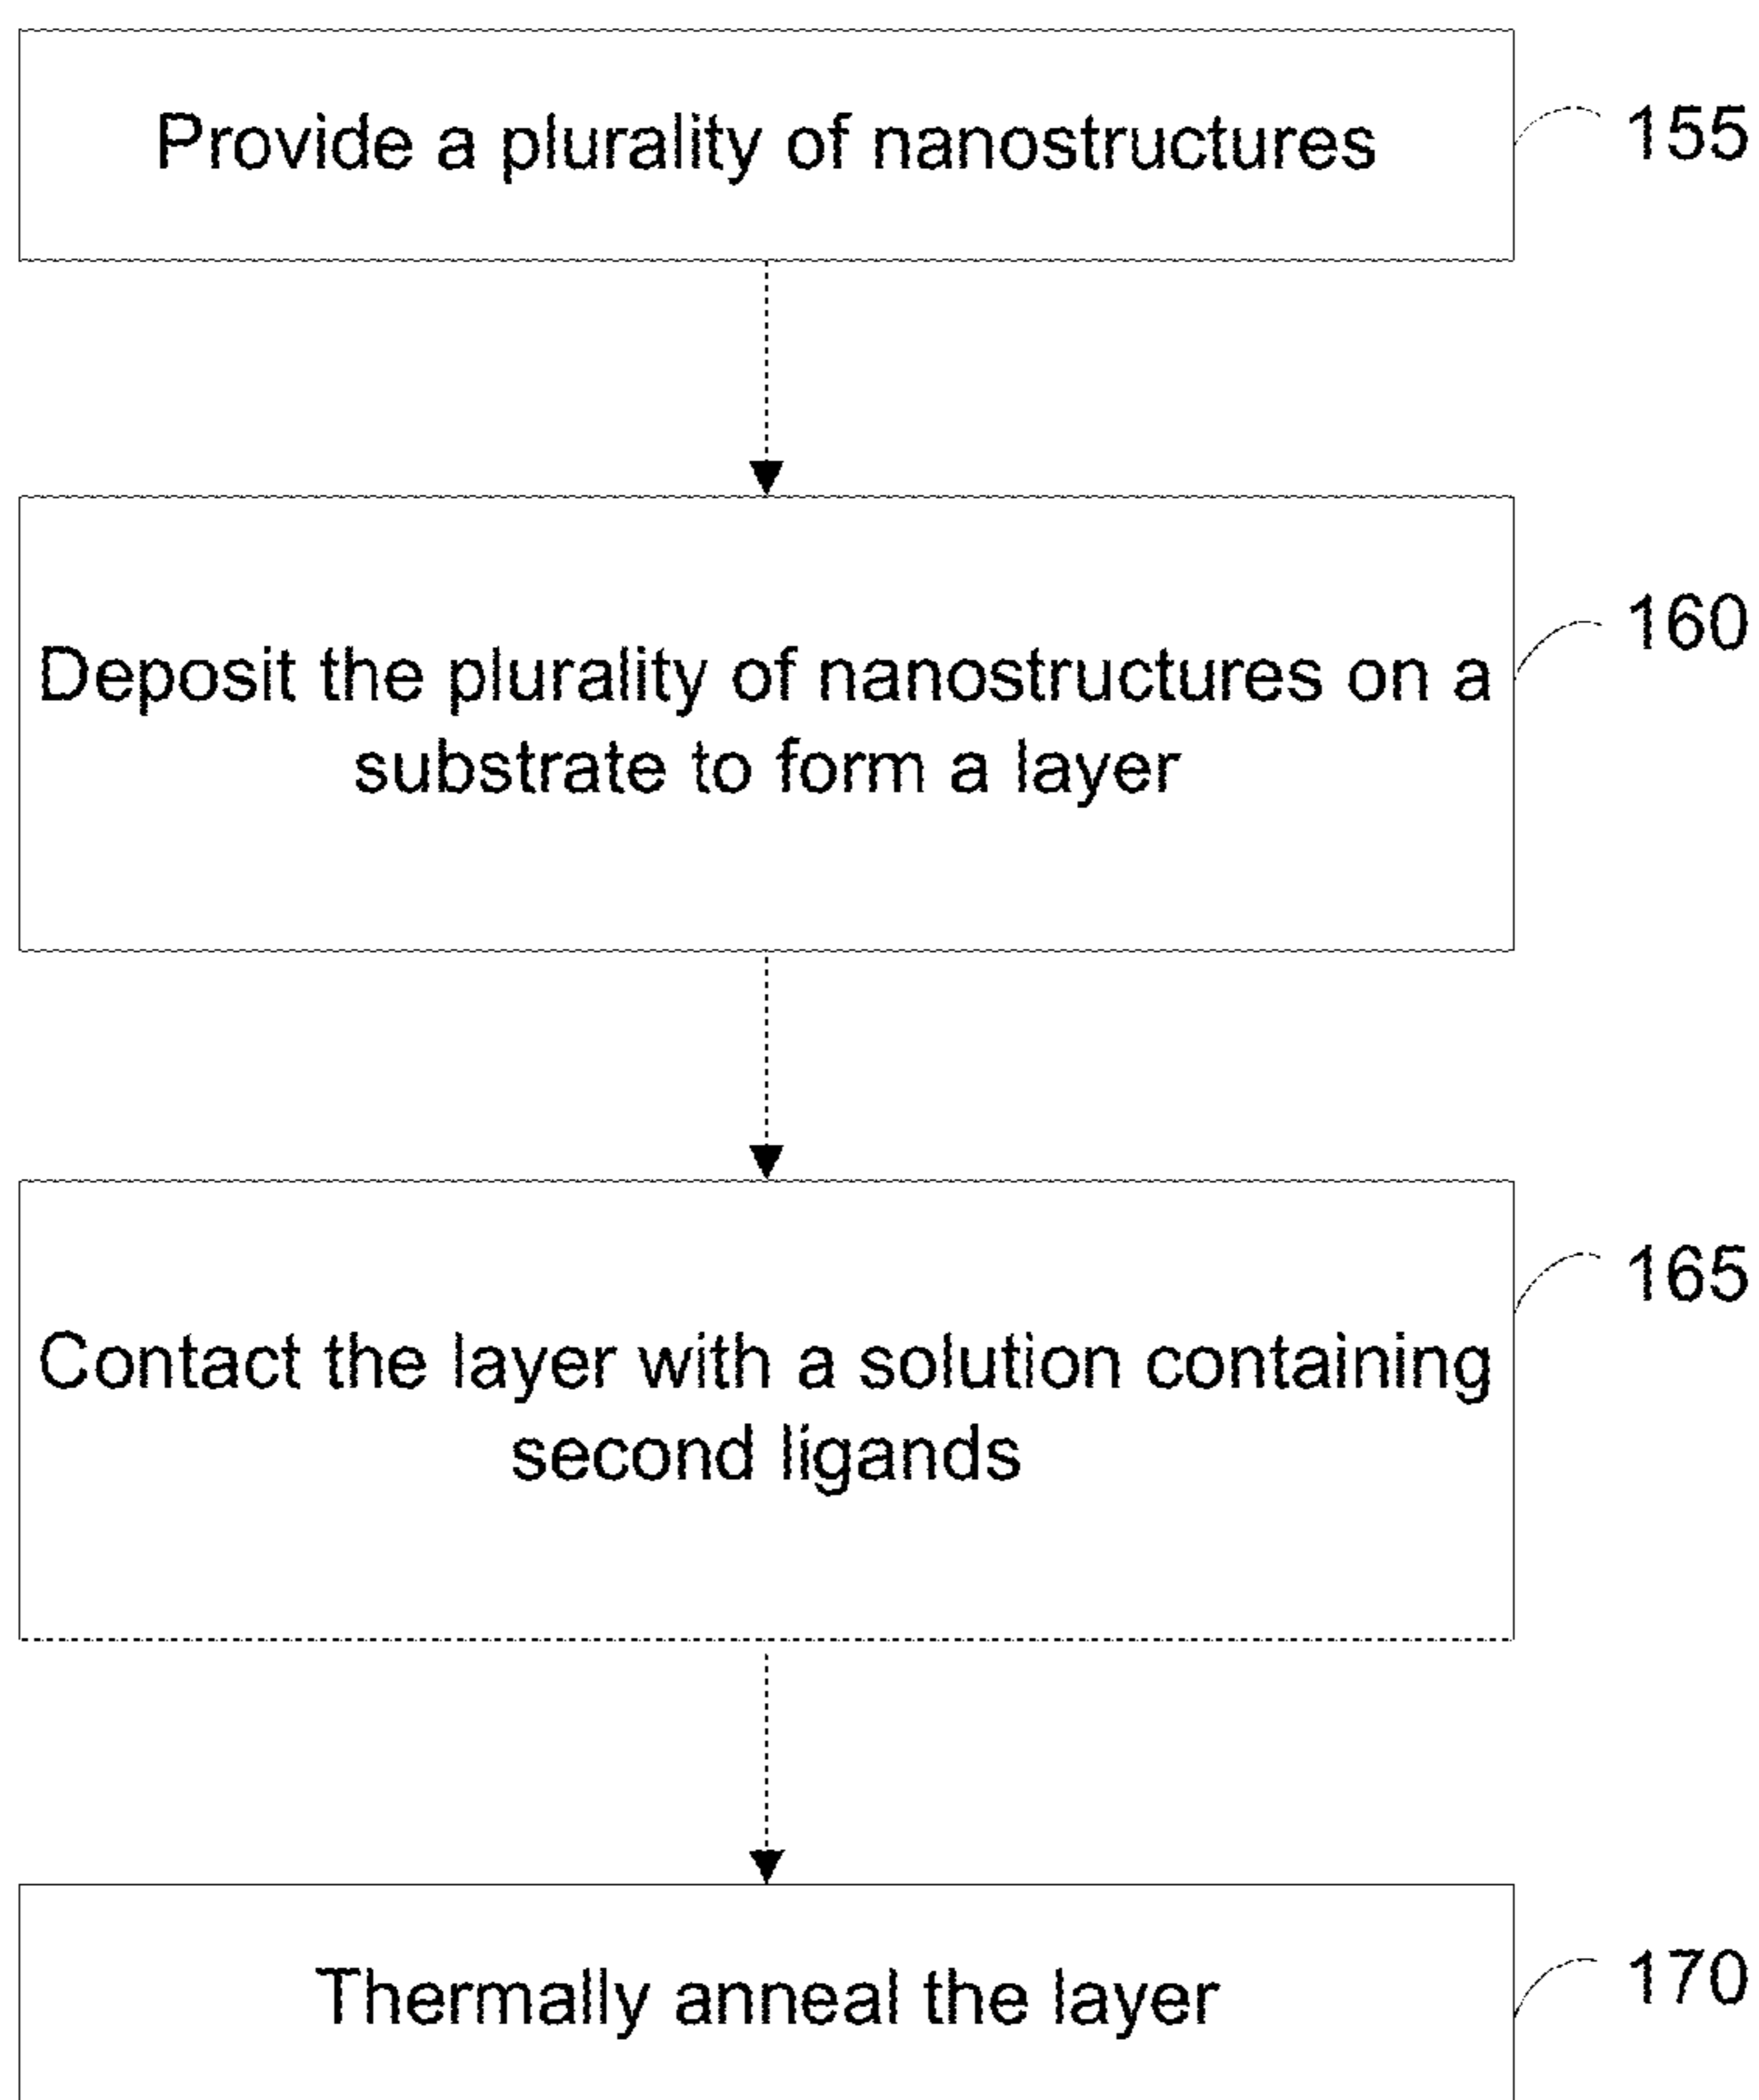 Provide a plurality of nanostructures
155
Deposit the plurality of nanostructures on a
substrate to form a layer
160
Contact the layer with a solution containing
second ligands
165
Thermally anneal the layer
170